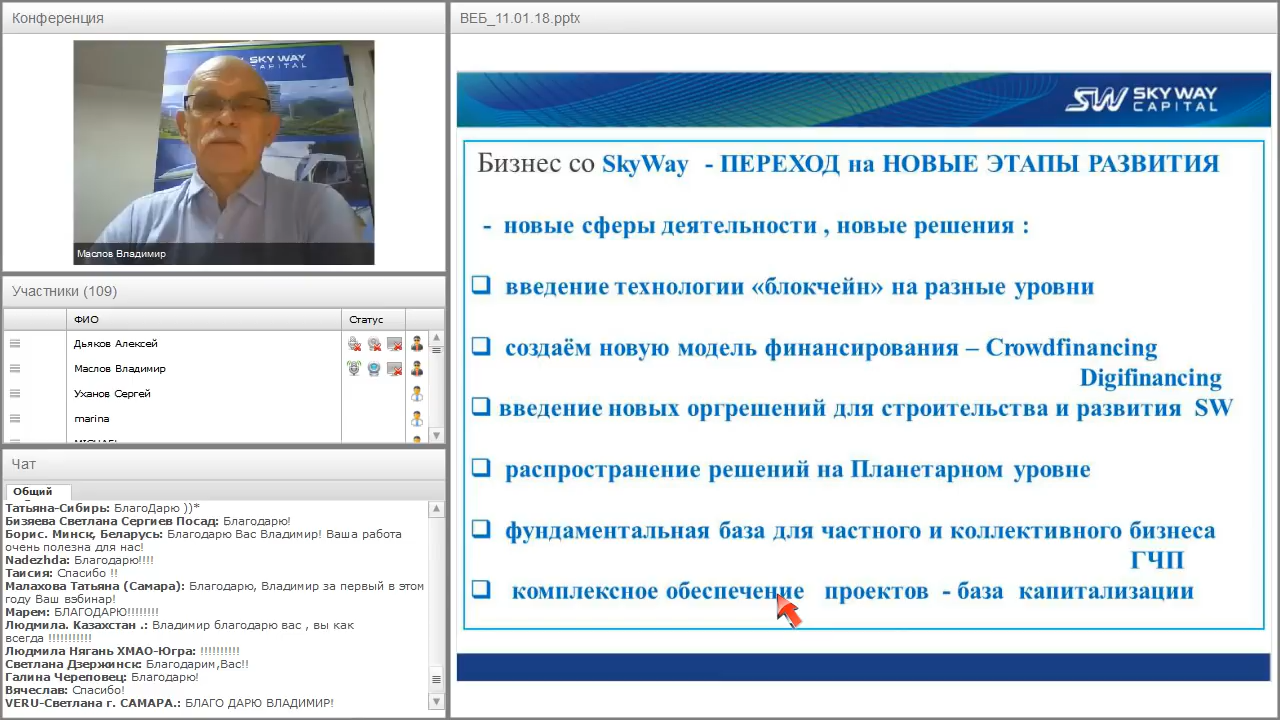 Конференция
SKY WAY
CAPITAL
Маслов Владимир
Участники (109)
ФИО
Статус
Дьяков Алексей
Маслов Владимир
Уханов Сергей
marina
Чат
Общий
Татьяна-Сибирь: БлагоДарю ))*
Бизяева Светлана Сергиев Посад: Благодарю!
Борис. Минск, Беларусь: Благодарю Вас Владимир! Ваша работа
очень полезна для нас!
Nadezhda: Благодарю!!!!
Таисия: Спасибо !!
Малахова Татьяна (Самара): Благодарю, Владимир за первый в этом
году Ваш вэбинар!
Марем: БЛАГОДАРЮ!!!!!!!!
Людмила. Казахстан .: Владимир благодарю вас , вы как
всегда !!!!!!!!!!!
Людмила Нягань ХМАО-Югра: !!!!!!!!!!
Светлана Дзержинск: Благодарим,Вас!!
Галина Череповец: Благодарю!
Вячеслав: Спасибо!
VERU-Светлана г. САМАРА.: БЛАГО ДАРЮ ВЛАДИМИР!
ВЕБ_11.01.18.pptx
SW SKY WAY
CAPITAL
Бизнес со SkyWay - ПЕРЕХОД на НОВЫЕ ЭТАПЫ РАЗВИТИЯ
- новые сферы деятельности , новые решения :
введение технологии «блокчейн» на разные уровни
создаём новую модель финансирования – Crowdfinancing
Digifinancing
введение новых оргрешений для строительства и развития SW
распространение решений на Планетарном уровне
фундаментальная база для частного и коллективного бизнеса
ГЧП
комплексное обеспечение проектов - база капитализации